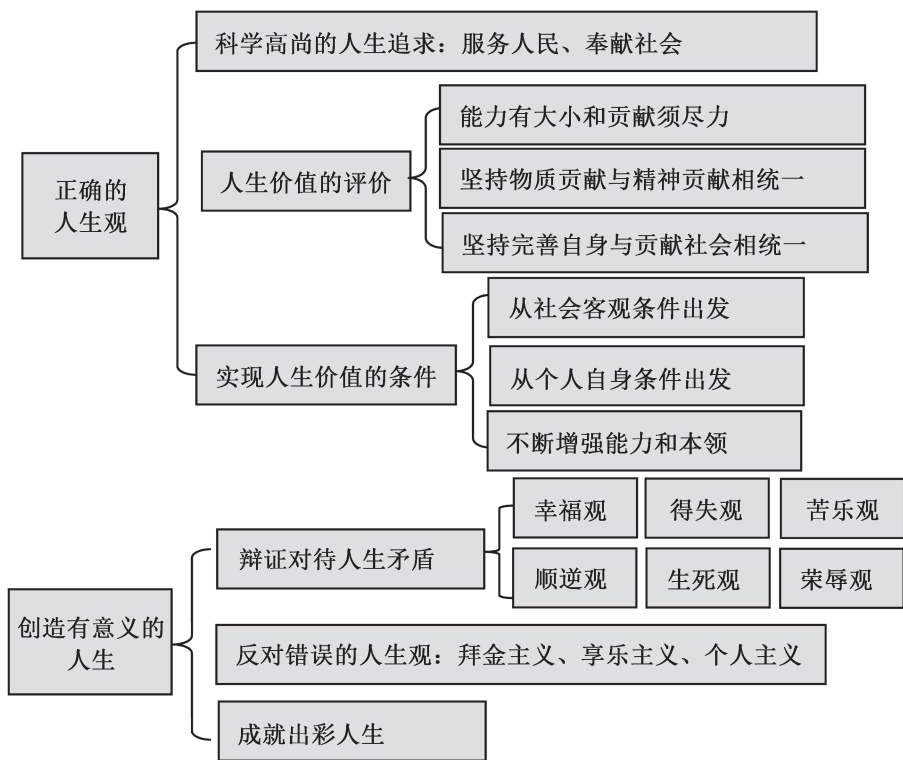 科学高尚的人生追求：服务人民、奉献社会
能力有大小和贡献须尽力
正确的
人生观
人生价值的评价
坚持物质贡献与精神贡献相统一
坚持完善自身与贡献社会相统一
从社会客观条件出发
实现人生价值的条件
从个人自身条件出发
不断增强能力和本领
幸福观
得失观
苦乐观
辩证对待人生矛盾
顺逆观
生死观
荣辱观
创造有意义的
人生
反对错误的人生观：拜金主义、享乐主义、个人主义
成就出彩人生